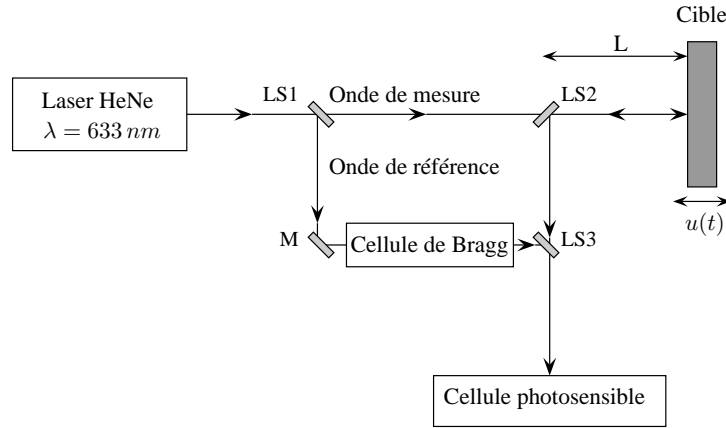 Cible
L
Laser HeNe
λ = 633 nm
LS1
Onde de mesure
LS2
Onde de référence
u(t)
M
Cellule de Bragg
LS3
Cellule photosensible